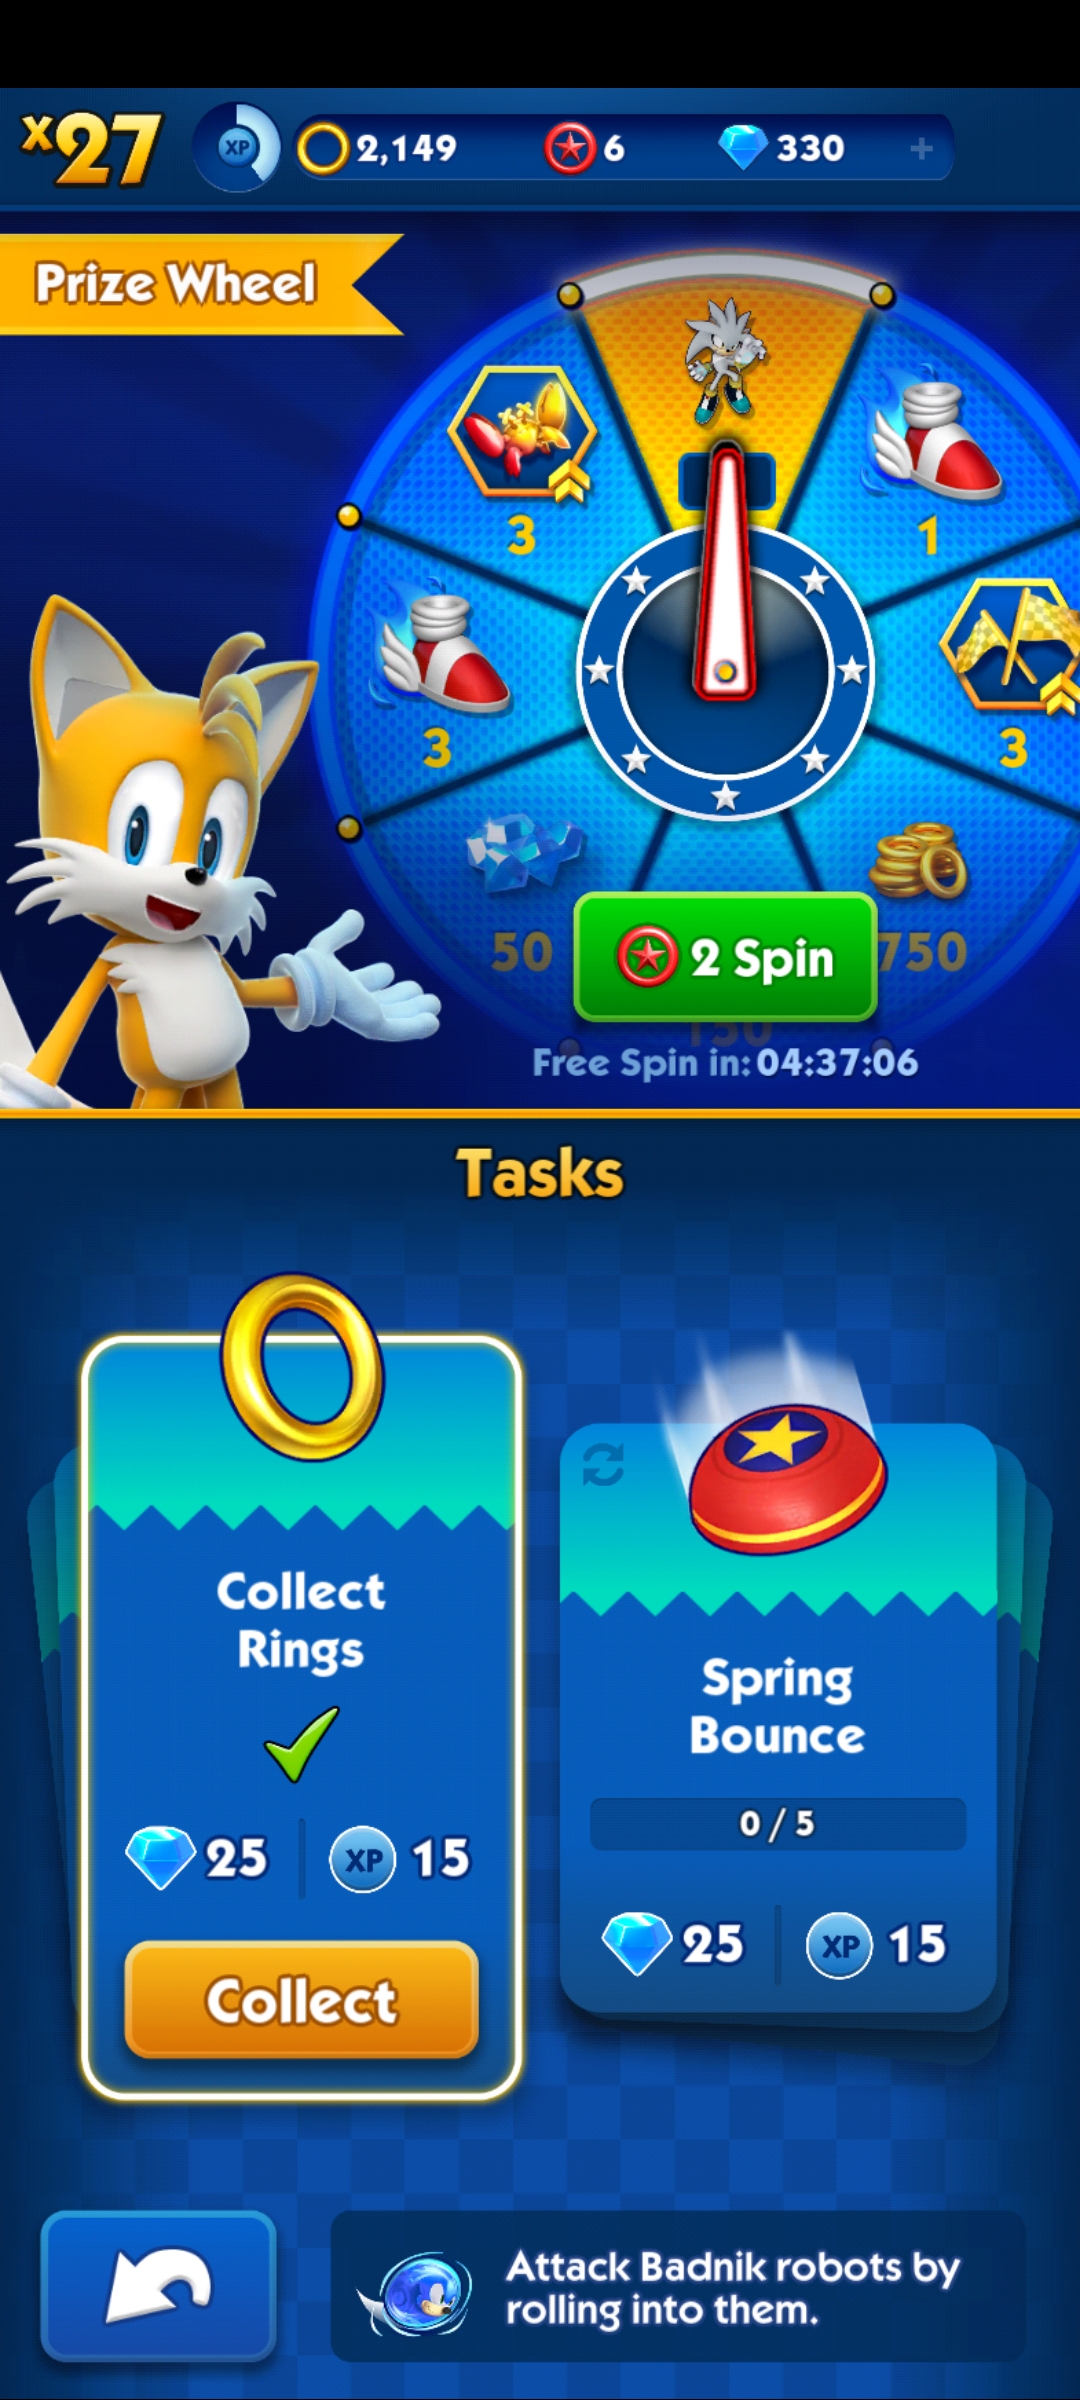 x27
XP
2,149
6
330
+
Prize Wheel
3
1
3
3
50
2 Spin
750
150
Free Spin in: 04:37:06
Tasks
Collect
Rings
25
XP
15
Collect
Spring
Bounce
0 / 5
25
XP
15
Attack Badnik robots by
rolling into them.